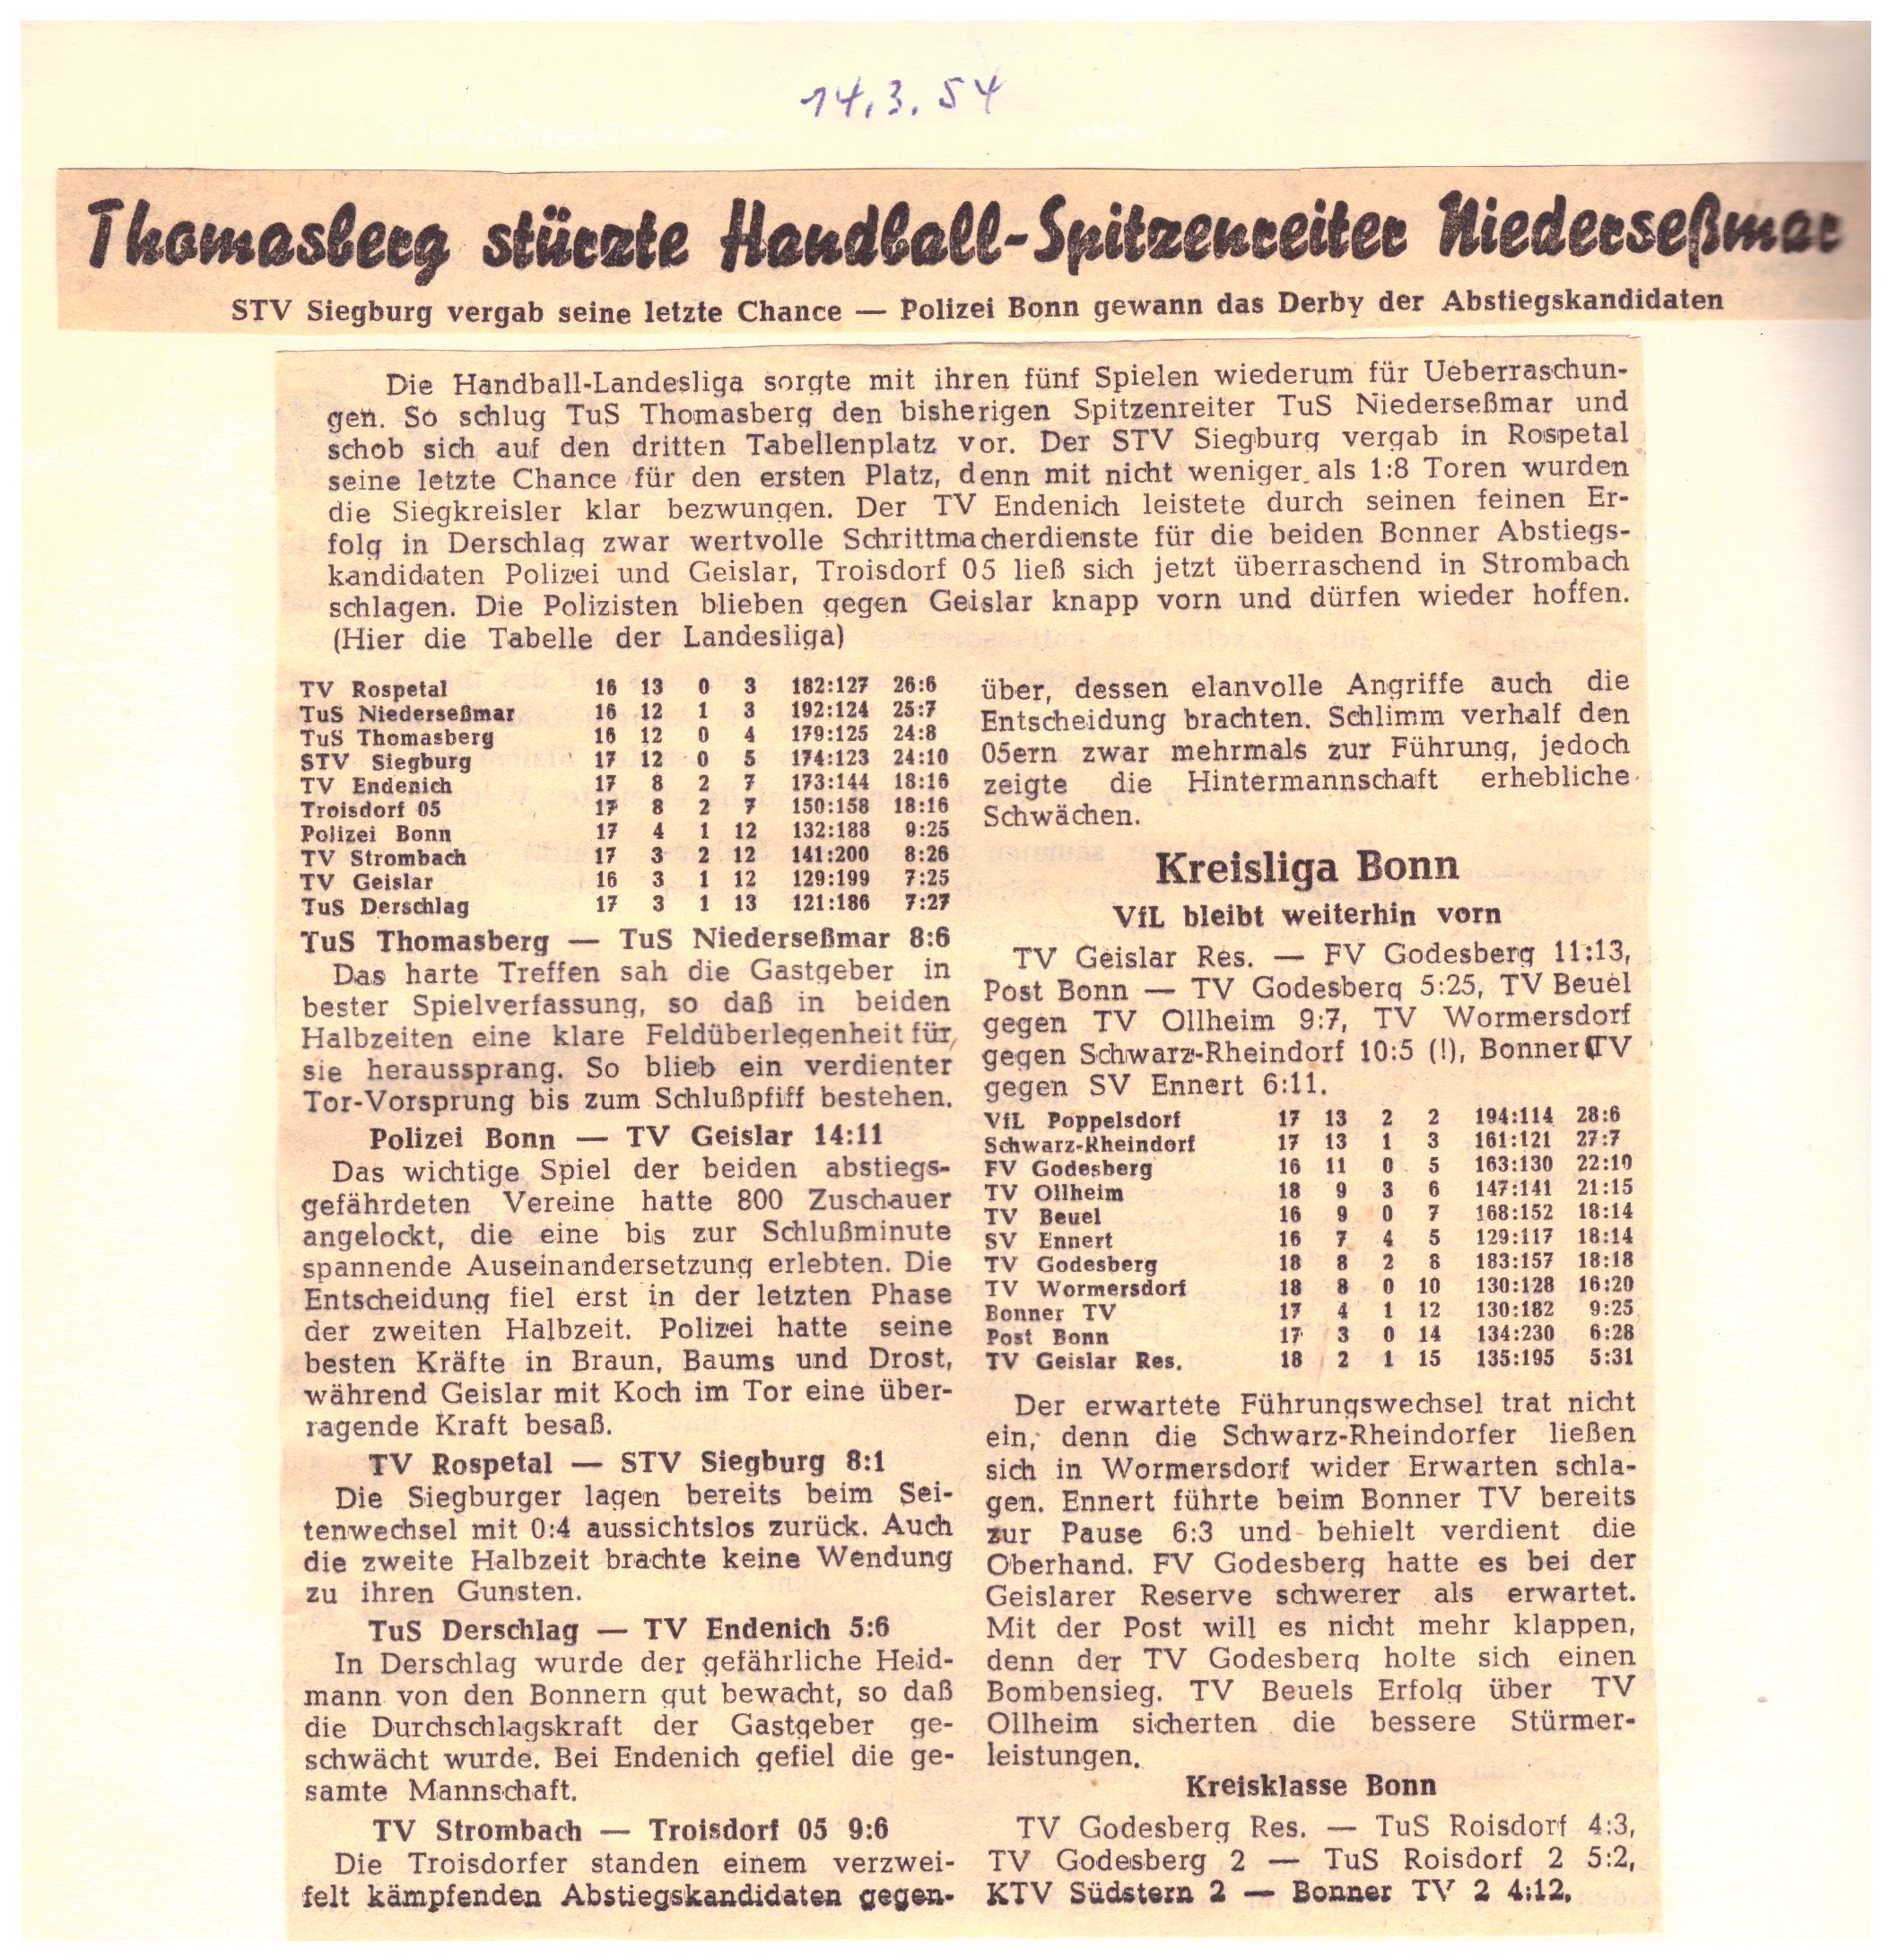 14.3.54
Thomasberg stürzte Handball-Spitzenreiter Niederseßmar
STV Siegburg vergab seine letzte Chance — Polizei Bonn gewann das Derby der Abstiegskandidaten
Die Handball-Landesliga sorgte mit ihren fünf Spielen wiederum für Ueberraschun-
gen. So schlug TuS Thomasberg den bisherigen Spitzenreiter TuS Niederseßmar und
schob sich auf den dritten Tabellenplatz vor. Der STV Siegburg vergab in Rospetal
seine letzte Chance für den ersten Platz, denn mit nicht weniger als 1:8 Toren wurden
die Siegkreisler klar bezwungen. Der TV Endenich leistete durch seinen feinen Er-
folg in Derschlag zwar wertvolle Schrittmacherdienste für die beiden Bonner Abstiegs-
kandidaten Polizei und Geislar, Troisdorf 05 ließ sich jetzt überraschend in Strombach
schlagen. Die Polizisten blieben gegen Geislar knapp vorn und dürfen wieder hoffen.
(Hier die Tabelle der Landesliga)
TV Rospetal 16 13 0 3 182:127 26:6
TuS Niederseßmar 16 12 1 3 192:124 25:7
TuS Thomasberg 16 12 0 4 179:125 24:8
STV Siegburg 17 12 0 5 174:123 24:10
TV Endenich 17 8 2 7 173:144 18:16
Troisdorf 05 17 8 2 7 150:158 18:16
Polizei Bonn 17 4 1 12 132:188 9:25
TV Strombach 17 3 2 12 141:200 8:26
TV Geislar 16 3 1 12 129:199 7:25
TuS Derschlag 17 3 1 13 121:186 7:27
TuS Thomasberg — TuS Niederseßmar 8:6
Das harte Treffen sah die Gastgeber in
bester Spielverfassung, so daß in beiden
Halbzeiten eine klare Feldüberlegenheit für
sie heraussprang. So blieb ein verdienter
Tor-Vorsprung bis zum Schlußpfiff bestehen.
Polizei Bonn — TV Geislar 14:11
Das wichtige Spiel der beiden abstiegs-
gefährdeten Vereine hatte 800 Zuschauer
angelockt, die eine bis zur Schlußminute
spannende Auseinandersetzung erlebten. Die
Entscheidung fiel erst in der letzten Phase
der zweiten Halbzeit. Polizei hatte seine
besten Kräfte in Braun, Baums und Drost,
während Geislar mit Koch im Tor eine über-
ragende Kraft besaß.
TV Rospetal — STV Siegburg 8:1
Die Siegburger lagen bereits beim Sei-
tenwechsel mit 0:4 aussichtslos zurück. Auch
die zweite Halbzeit brachte keine Wendung
zu ihren Gunsten.
TuS Derschlag — TV Endenich 5:6
In Derschlag wurde der gefährliche Heid-
mann von den Bonnern gut bewacht, so daß
die Durchschlagskraft der Gastgeber ge-
schwächt wurde. Bei Endenich gefiel die ge-
samte Mannschaft.
TV Strombach — Troisdorf 05 9:6
Die Troisdorfer standen einem verzwei-
felt kämpfenden Abstiegskandidaten gegen-
über, dessen elanvolle Angriffe auch die
Entscheidung brachten. Schlimm verhalf den
05ern zwar mehrmals zur Führung, jedoch
zeigte die Hintermannschaft erhebliche
Schwächen.
Kreisliga Bonn
VfL bleibt weiterhin vorn
TV Geislar Res. — FV Godesberg 11:13,
Post Bonn — TV Godesberg 5:25, TV Beuel
gegen TV Ollheim 9:7, TV Wormersdorf
gegen Schwarz-Rheindorf 10:5 (!), Bonner TV
gegen SV Ennert 6:11.
VfL Poppelsdorf 17 13 2 2 194:114 28:6
Schwarz-Rheindorf 17 13 1 3 161:121 27:7
FV Godesberg 16 11 0 5 163:130 22:10
TV Ollheim 18 9 3 6 147:141 21:15
TV Beuel 16 9 0 7 168:152 18:14
SV Ennert 16 7 4 5 129:117 18:14
TV Godesberg 18 8 2 8 183:157 18:18
TV Wormersdorf 18 8 0 10 130:128 16:20
Bonner TV 17 4 1 12 130:182 9:25
Post Bonn 17 3 0 14 134:230 6:28
TV Geislar Res. 18 2 1 15 135:195 5:31
Der erwartete Führungswechsel trat nicht
ein, denn die Schwarz-Rheindorfer ließen
sich in Wormersdorf wider Erwarten schla-
gen. Ennert führte beim Bonner TV bereits
zur Pause 6:3 und behielt verdient die
Oberhand. FV Godesberg hatte es bei der
Geislarer Reserve schwerer als erwartet.
Mit der Post will es nicht mehr klappen,
denn der TV Godesberg holte sich einen
Bombensieg. TV Beuels Erfolg über TV
Ollheim sicherten die bessere Stürmer-
leistungen.
Kreisklasse Bonn
TV Godesberg Res. — TuS Roisdorf 4:3,
TV Godesberg 2 — TuS Roisdorf 2 5:2,
KTV Südstern 2 — Bonner TV 2 4:12.